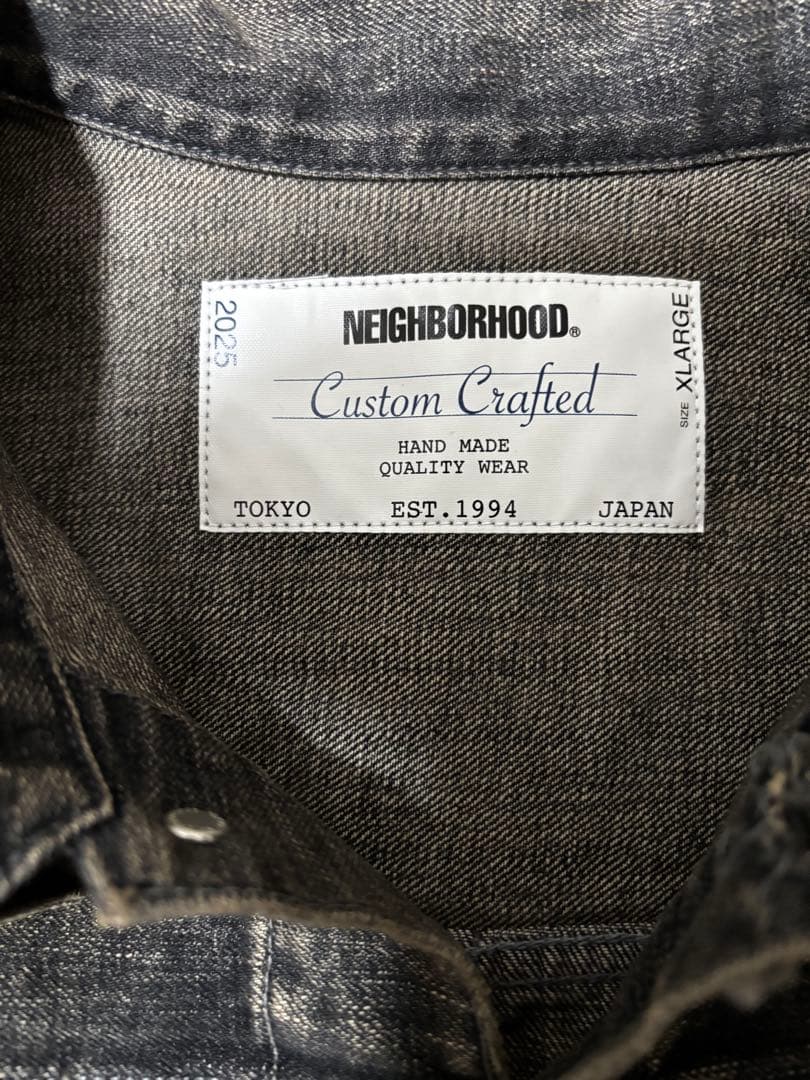 2025
NEIGHBORHOOD®
Custom Crafted
HAND MADE
QUALITY WEAR
TOKYO EST.1994 JAPAN
SIZE XLARGE